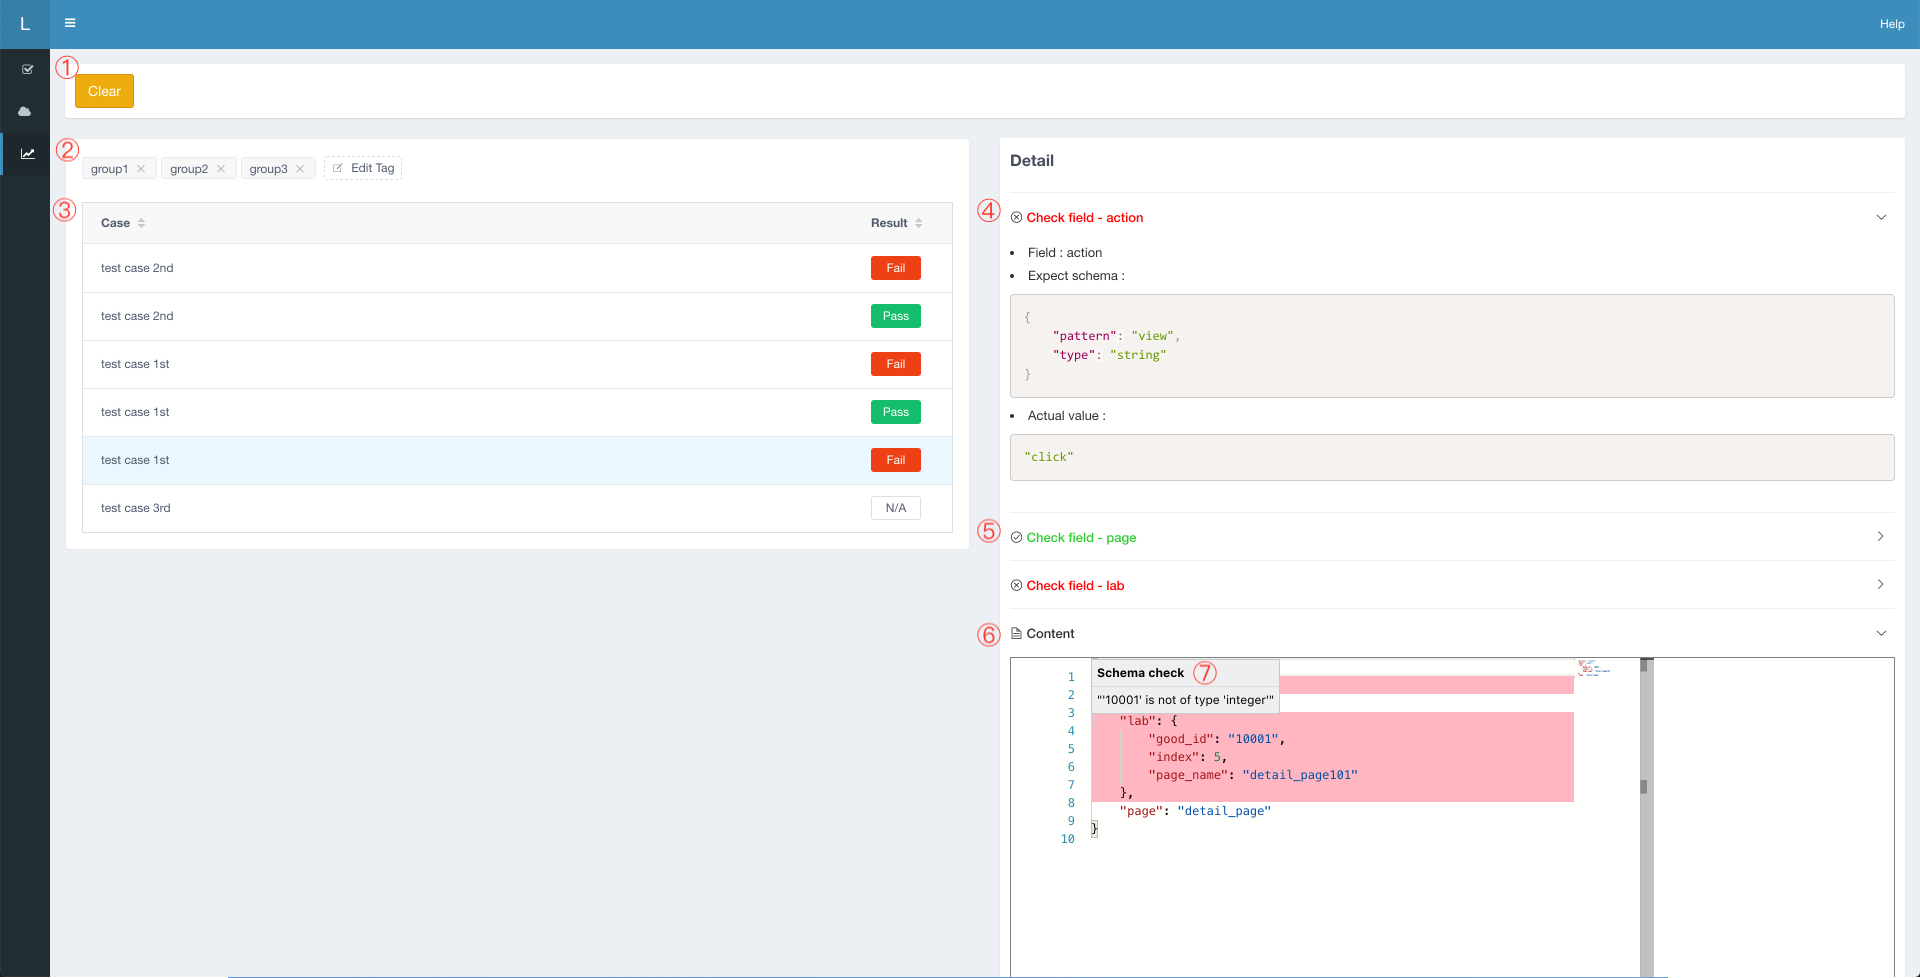 L
Help
①
Clear
②
group1
group2
group3
Edit Tag
③
Case
Result
test case 2nd
Fail
test case 2nd
Pass
test case 1st
Fail
test case 1st
Pass
test case 1st
Fail
test case 3rd
N/A
Detail
④
Check field - action
Field : action
Expect schema :
{
"pattern": "view",
"type": "string"
}
Actual value :
"click"
⑤
Check field - page
Check field - lab
⑥
Content
Schema check ⑦
"'10001' is not of type 'integer'"
1
2
3
4
5
6
7
8
9
10
"lab": {
"good_id": "10001",
"index": 5,
"page_name": "detail_page101"
},
"page": "detail_page"
}